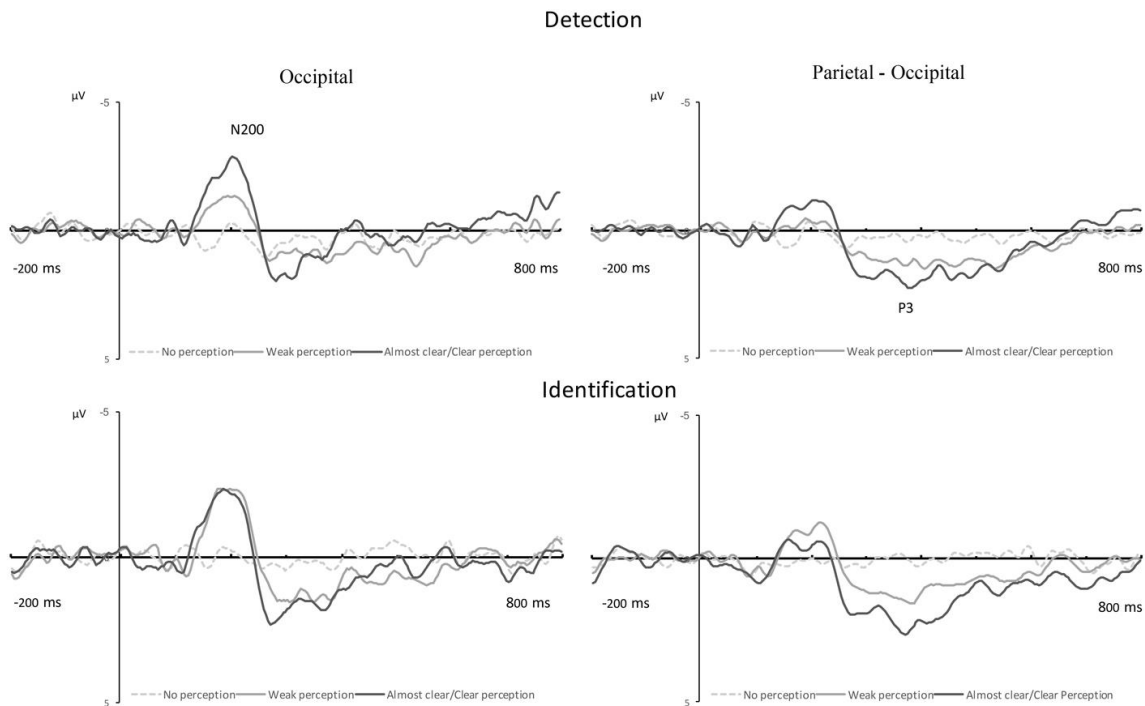 Detection
Occipital
Parietal - Occipital
µV
-5
N200
-200 ms
800 ms
5
No perception Weak perception Almost clear/Clear perception
µV
-5
-200 ms
800 ms
P3
5
No perception Weak perception Almost clear/Clear perception
Identification
µV
-5
-200 ms
800 ms
5
No perception Weak perception Almost clear/Clear perception
µV
-5
-200 ms
800 ms
5
No perception Weak perception Almost clear/Clear Perception